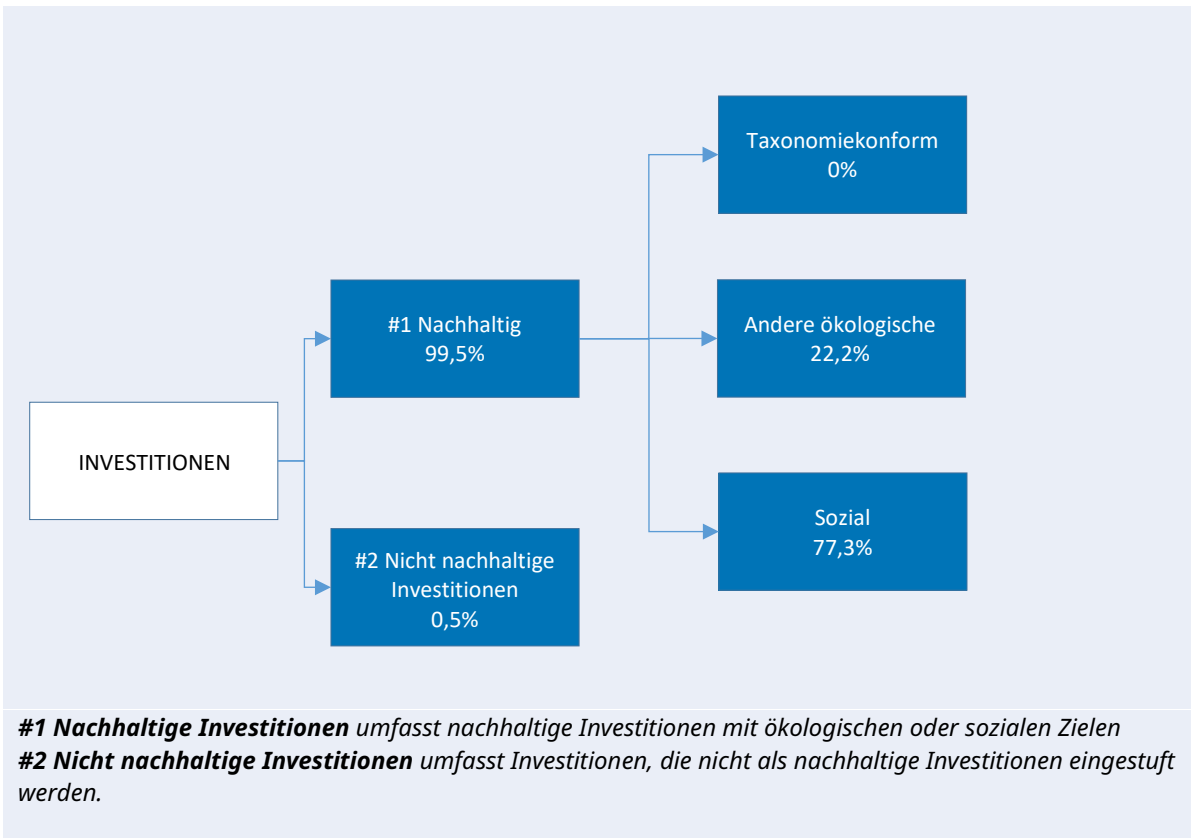 Taxonomiekonform
0%
#1 Nachhaltig
99,5%
Andere ökologische
22,2%
INVESTITIONEN
Sozial
77,3%
#2 Nicht nachhaltige
Investitionen
0,5%
#1 Nachhaltige Investitionen umfasst nachhaltige Investitionen mit ökologischen oder sozialen Zielen
#2 Nicht nachhaltige Investitionen umfasst Investitionen, die nicht als nachhaltige Investitionen eingestuft
werden.